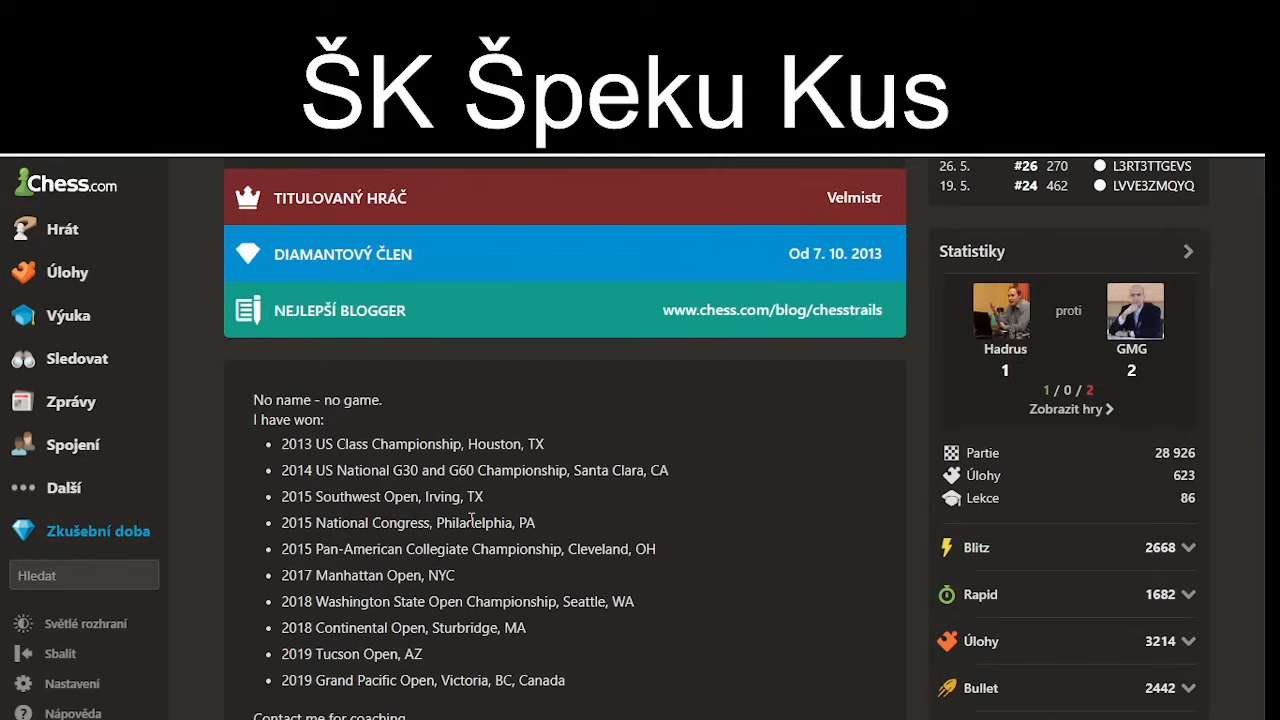 ŠK Špeku Kus
Chess.com
Hrát
Úlohy
Výuka
Sledovat
Zprávy
Spojení
Další
Zkušební doba
Hledat
Světlé rozhraní
Sbalit
Nastavení
Nápověda
TITULOVANÝ HRÁČ Velmistr
DIAMANTOVÝ ČLEN Od 7. 10. 2013
NEJLEPŠÍ BLOGGER www.chess.com/blog/chesstrails
No name - no game.
I have won:
• 2013 US Class Championship, Houston, TX
• 2014 US National G30 and G60 Championship, Santa Clara, CA
• 2015 Southwest Open, Irving, TX
• 2015 National Congress, Philadelphia, PA
• 2015 Pan-American Collegiate Championship, Cleveland, OH
• 2017 Manhattan Open, NYC
• 2018 Washington State Open Championship, Seattle, WA
• 2018 Continental Open, Sturbridge, MA
• 2019 Tucson Open, AZ
• 2019 Grand Pacific Open, Victoria, BC, Canada
Contact me for coaching
26. 5. #26 270 L3RT3TTGEVS
19. 5. #24 462 LVVE3ZMQYQ
Statistiky
proti
Hadrus GMG
1 2
1 / 0 / 2
Zobrazit hry
Partie 28 926
Úlohy 623
Lekce 86
Blitz 2668
Rapid 1682
Úlohy 3214
Bullet 2442